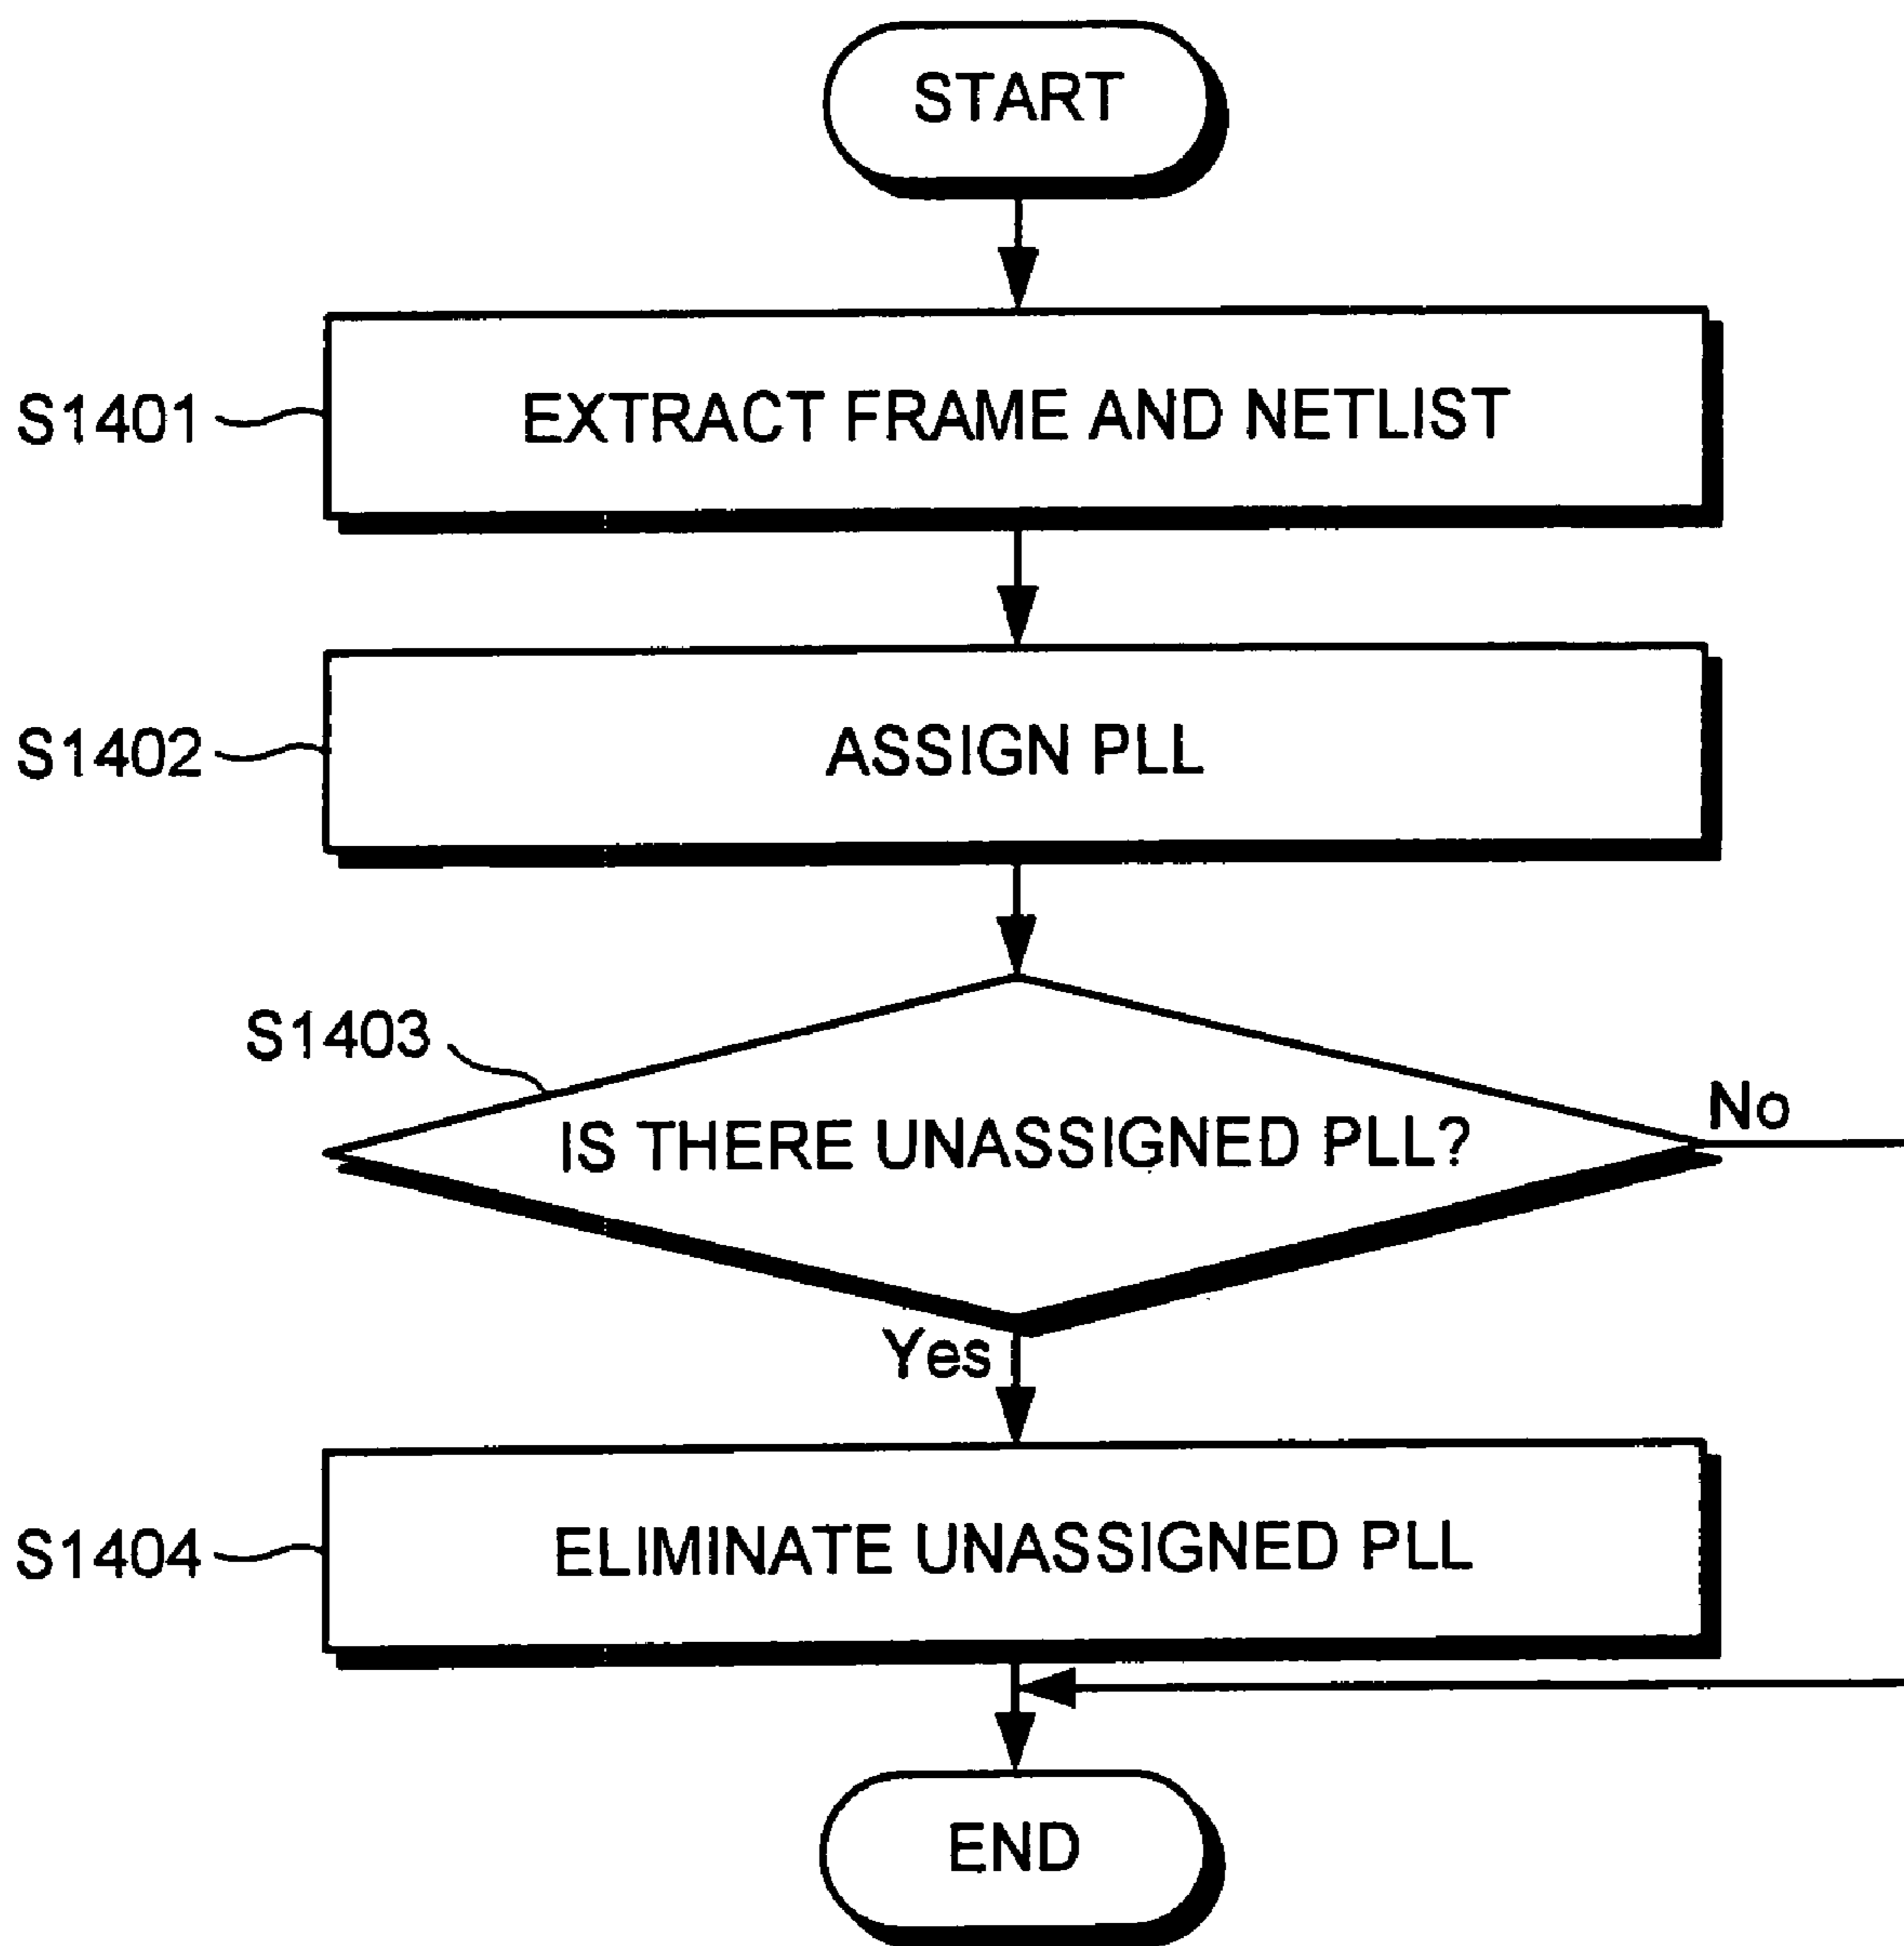 START
S1401
EXTRACT FRAME AND NETLIST
S1402
ASSIGN PLL
S1403
IS THERE UNASSIGNED PLL?
No
Yes
S1404
ELIMINATE UNASSIGNED PLL
END